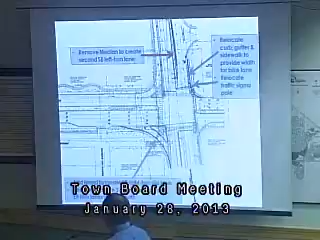 - Remove Median to create
second SB left-turn lane
- Relocate
curb, gutter &
sidewalk to
provide width
for bike lane
- Relocate
traffic signal
pole
Town Board Meeting
January 28, 2013